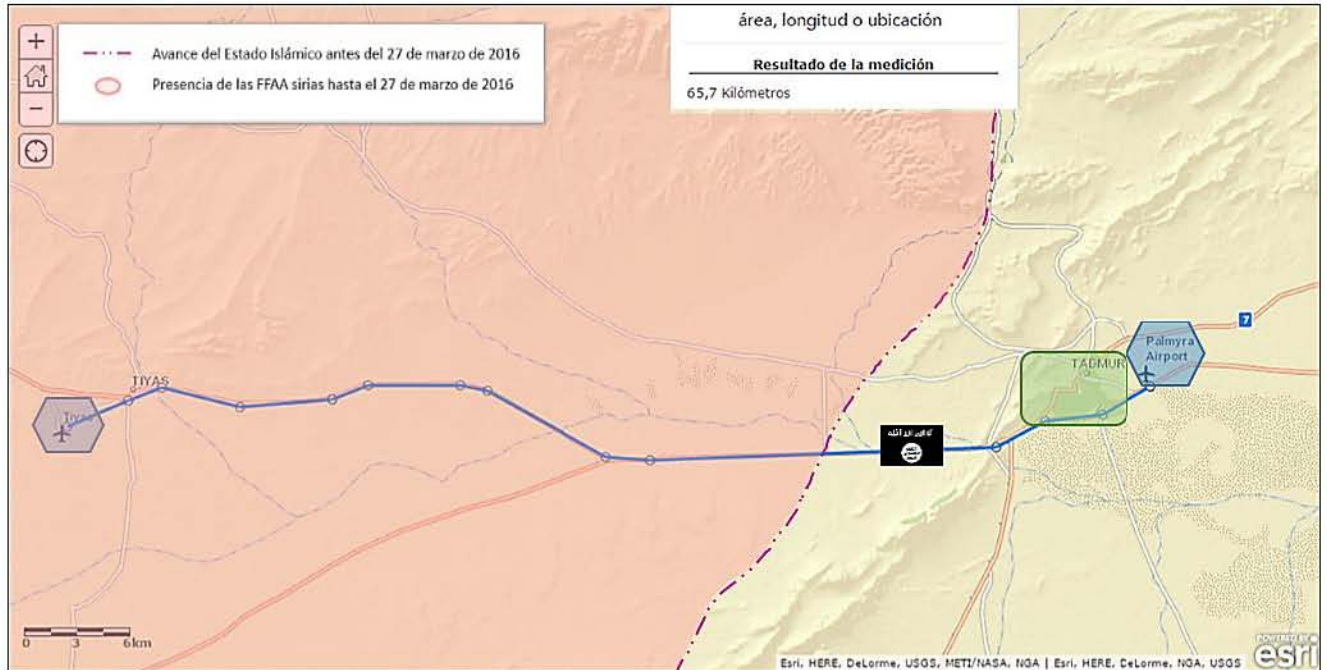 +
−
Avance del Estado Islámico antes del 27 de marzo de 2016
Presencia de las FFAA sirias hasta el 27 de marzo de 2016
área, longitud o ubicación
Resultado de la medición
65,7 Kilómetros
7
Palmyra
Airport
TADMUR
TIYAS
Tiyas
0 3 6km
Esri, HERE, DeLorme, USGS, METI/NASA, NGA | Esri, HERE, DeLorme, NGA, USGS
POWERED BY
esri